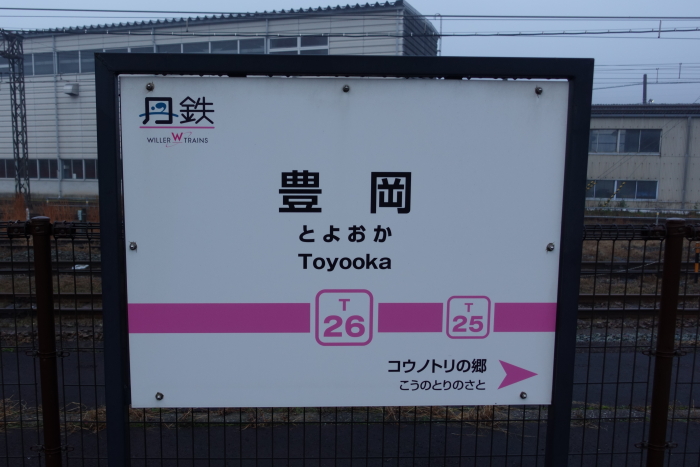 丹鉄
WILLER TRAINS
豊岡
とよおか
Toyooka
T
26
T
25
コウノトリの郷
こうのとりのさと